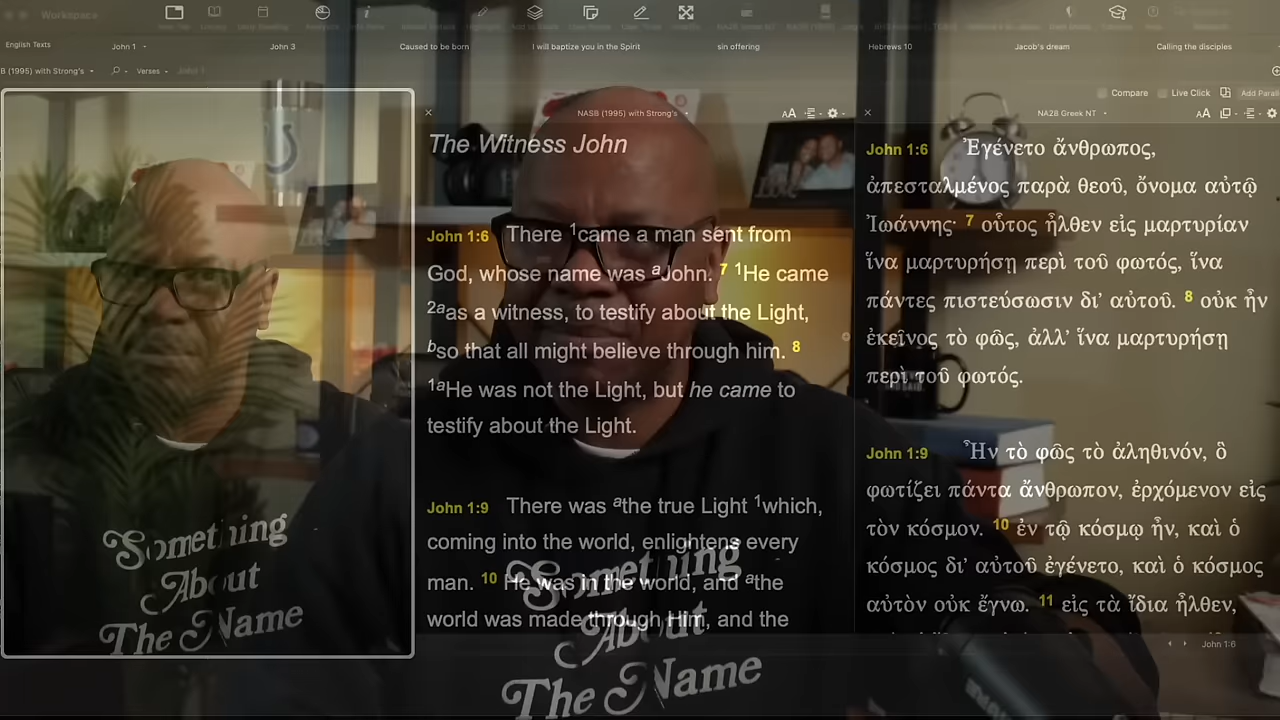 Workspace
English Texts
John 1
John 3
Caused to be born
I will baptize you in the Spirit
sin offering
Hebrews 10
Jacob's dream
Calling the disciples
B (1995) with Strong's
Verses
John 1
Compare
Live Click
Add Parall
NASB (1995) with Strong's
AA
NA28 Greek NT
AA
The Witness John
John 1:6 There 1came a man sent from
God, whose name was aJohn. 7 1He came
2aas a witness, to testify about the Light,
bso that all might believe through him. 8
1aHe was not the Light, but he came to
testify about the Light.
John 1:9 There was athe true Light 1which,
coming into the world, enlightens every
man. 10 He was in the world, and athe
world was made through Him, and the
John 1:6 Ἐγένετο ἄνθρωπος,
ἀπεσταλμένος παρὰ θεοῦ, ὄνομα αὐτῷ
Ἰωάννης· 7 οὗτος ἦλθεν εἰς μαρτυρίαν
ἵνα μαρτυρήσῃ περὶ τοῦ φωτός, ἵνα
πάντες πιστεύσωσιν δι’ αὐτοῦ. 8 οὐκ ἦν
ἐκεῖνος τὸ φῶς, ἀλλ’ ἵνα μαρτυρήσῃ
περὶ τοῦ φωτός.
John 1:9 Ἦν τὸ φῶς τὸ ἀληθινόν, ὃ
φωτίζει πάντα ἄνθρωπον, ἐρχόμενον εἰς
τὸν κόσμον. 10 ἐν τῷ κόσμῳ ἦν, καὶ ὁ
κόσμος δι’ αὐτοῦ ἐγένετο, καὶ ὁ κόσμος
αὐτὸν οὐκ ἔγνω. 11 εἰς τὰ ἴδια ἦλθεν,
John 1:6
Something
About
The Name
Something
About
The Name